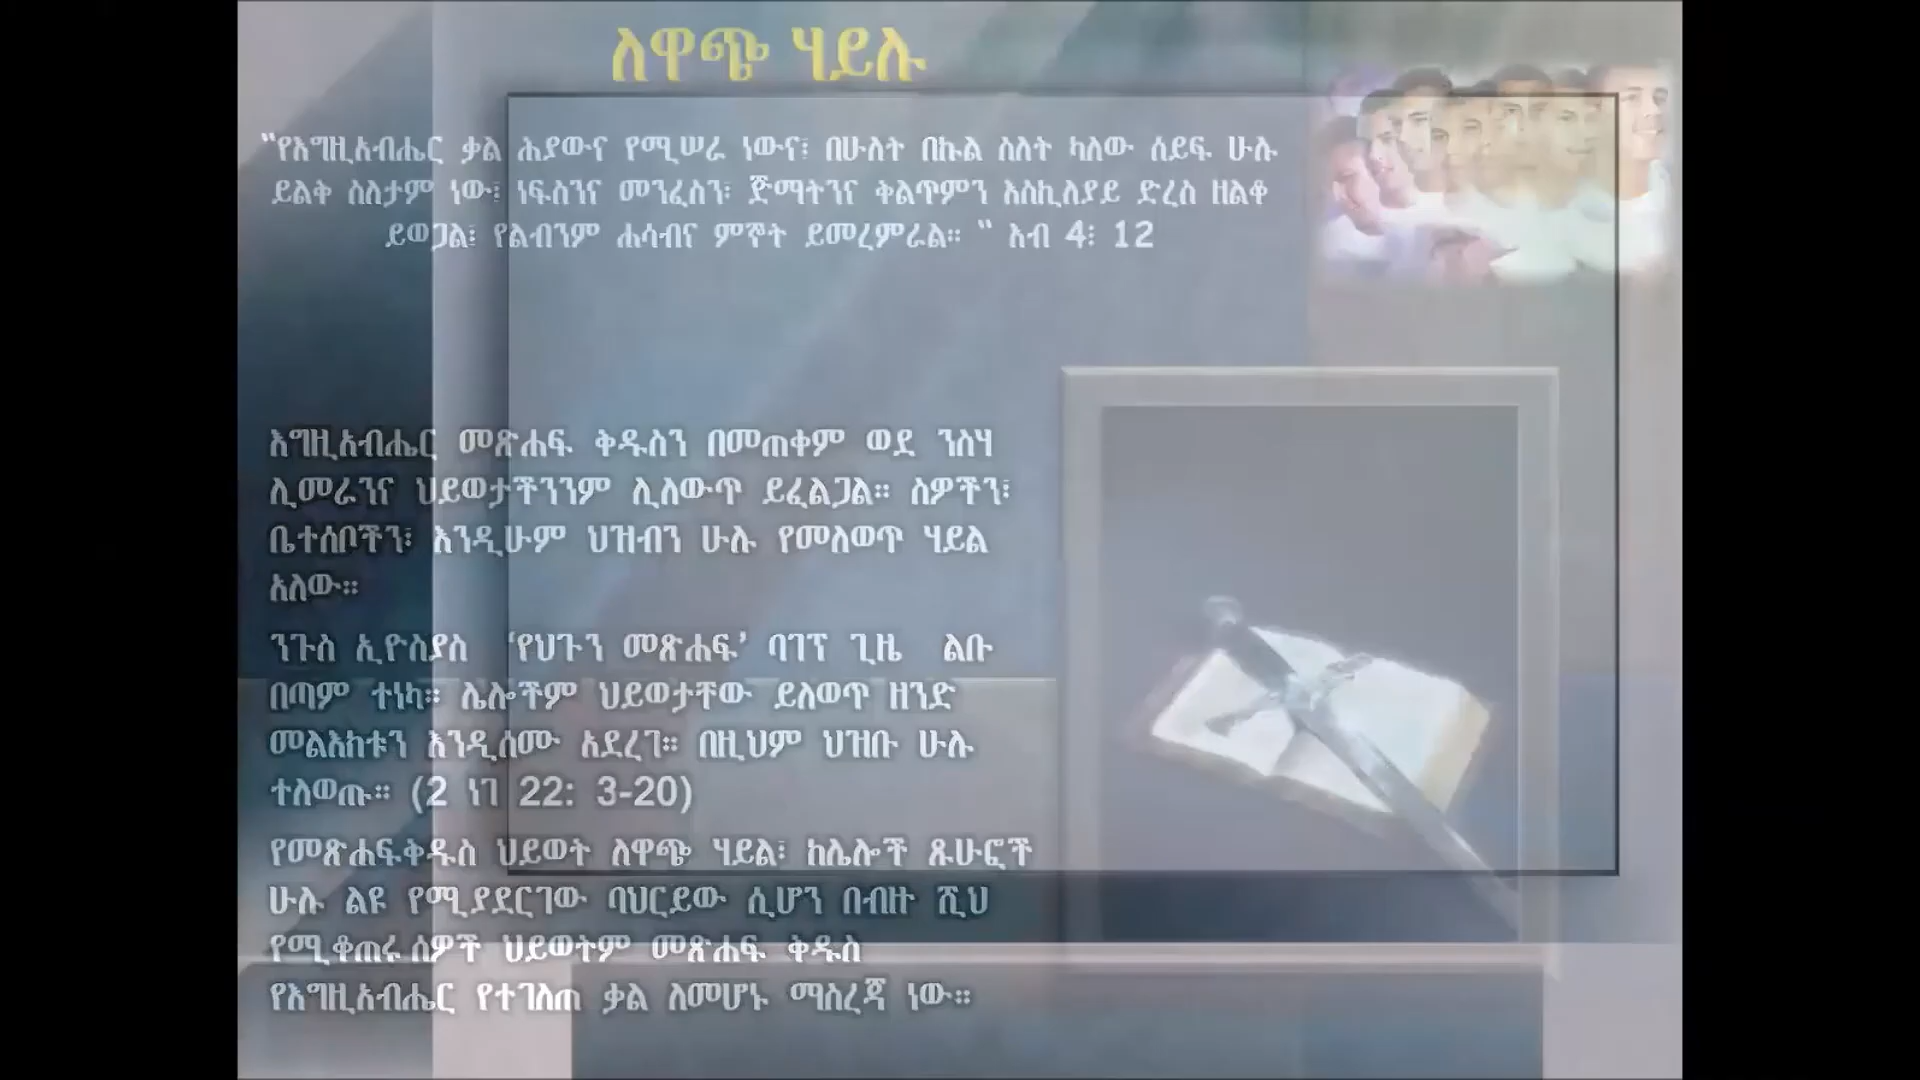 ለዋጭ ሃይሉ
"የእግዚአብሔር ቃል ሕያውና የሚሠራ ነውና፣ በሁለት በኩል ስለት ካለው ሰይፍ ሁሉ
ይልቅ ስለታም ነው፣ ነፍስንና መንፈስን፣ ጅማትንና ቅልጥምን እስኪለያይ ድረስ ዘልቆ
ይወጋል፤ የልብንም ሐሳብና ምኞት ይመረምራል። " እብ 4፣ 12
እግዚአብሔር መጽሐፍ ቅዱስን በመጠቀም ወደ ንስሃ
ሊመራንና ህይወታችንንም ሊለውጥ ይፈልጋል። ስዎችን፣
ቤተሰቦችን፣ እንዲሁም ህዝብን ሁሉ የመለወጥ ሃይል
አለው።
ንጉስ ኢዮስያስ ‘የህጉን መጽሐፍ’ ባገኘ ጊዜ ልቡ
በጣም ተነካ። ሌሎችም ህይወታቸው ይለወጥ ዘንድ
መልእክቱን እንዲሰሙ አደረገ። በዚህም ህዝቡ ሁሉ
ተለወጡ። (2 ነገ 22: 3-20)
የመጽሐፍቅዱስ ህይወት ለዋጭ ሃይል፣ ከሌሎች ጹሁፎች
ሁሉ ልዩ የሚያደርገው ባህርይው ሲሆን በብዙ ሺህ
የሚቆጠሩ ሰዎች ህይወትም መጽሐፍ ቅዱስ
የእግዚአብሔር የተገለጠ ቃል ለመሆኑ ማስረጃ ነው።